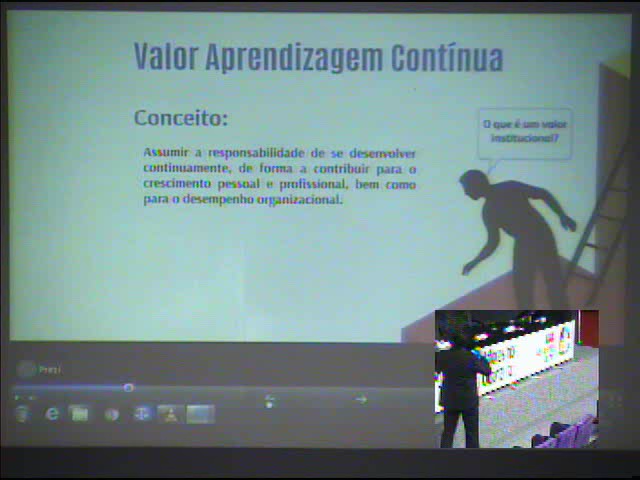 Valor Aprendizagem Contínua
Conceito:
O que é um valor
institucional?
Assumir a responsabilidade de se desenvolver
continuamente, de forma a contribuir para o
crescimento pessoal e profissional, bem como
para o desempenho organizacional.
Prezi